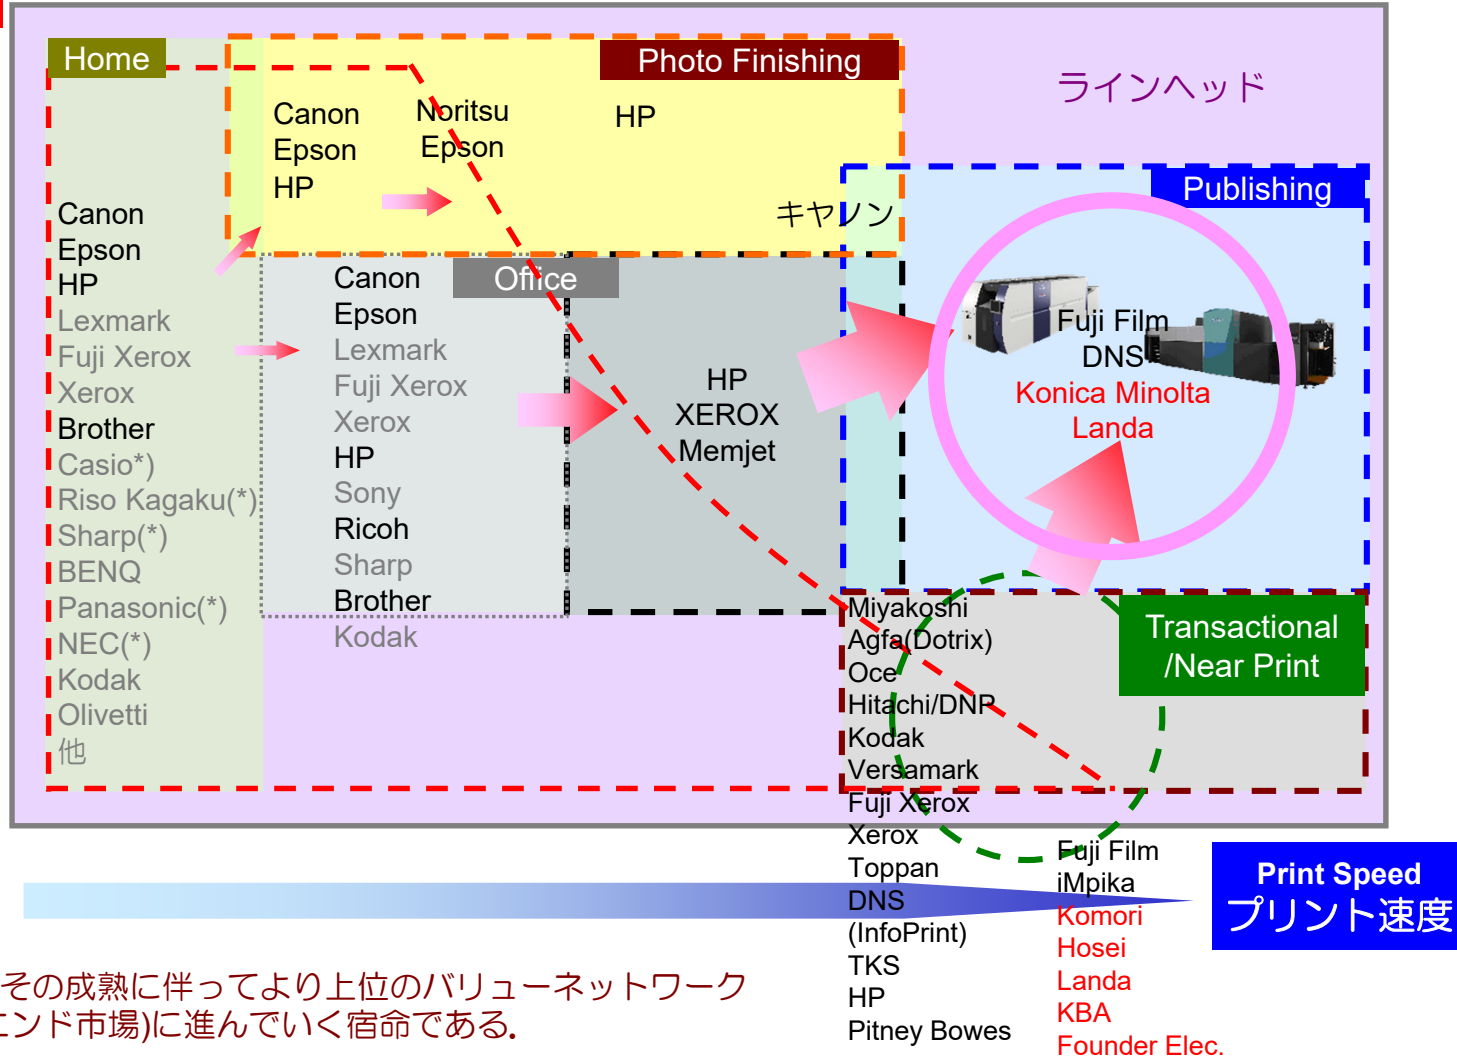 Home
Photo Finishing
ラインヘッド
Canon
Epson
HP
Noritsu
Epson
HP
キヤノン
Publishing
Canon
Epson
HP
Lexmark
Fuji Xerox
Xerox
Brother
Casio*)
Riso Kagaku(*)
Sharp(*)
BENQ
Panasonic(*)
NEC(*)
Kodak
Olivetti
他
Office
Canon
Epson
Lexmark
Fuji Xerox
Xerox
HP
Sony
Ricoh
Sharp
Brother
Kodak
HP
XEROX
Memjet
Fuji Film
DNS
Konica Minolta
Landa
Transactional
/Near Print
Miyakoshi
Agfa(Dotrix)
Oce
Hitachi/DNP
Kodak
Versamark
Fuji Xerox
Xerox
Toppan
DNS
(InfoPrint)
TKS
HP
Pitney Bowes
Fuji Film
iMpika
Komori
Hosei
Landa
KBA
Founder Elec.
Print Speed
プリント速度
その成熟に伴ってより上位のバリューネットワーク
エンド市場)に進んでいく宿命である.